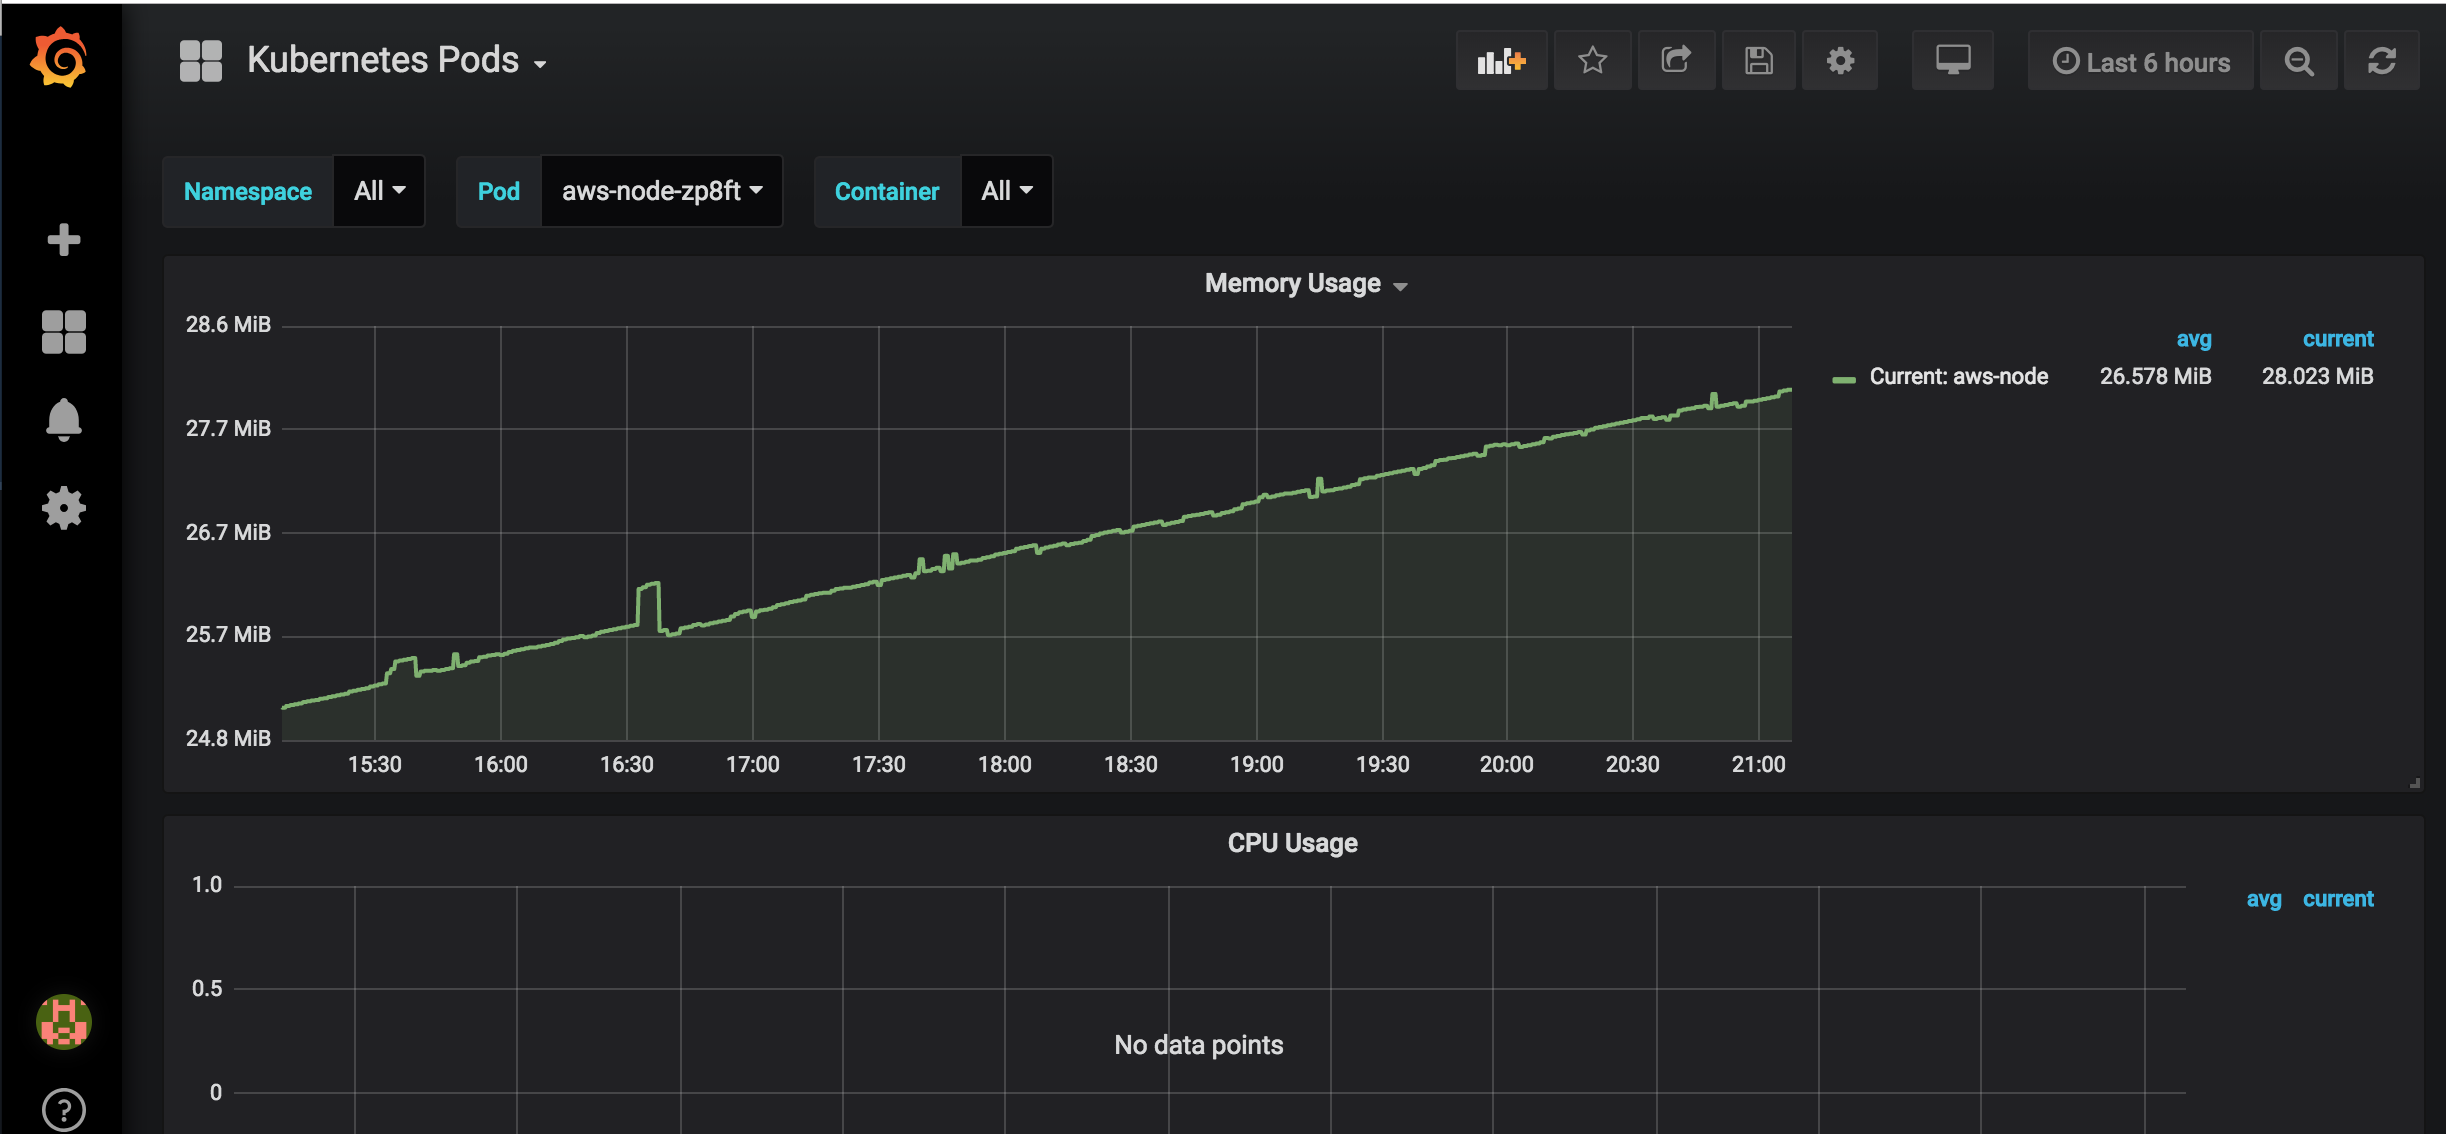 Kubernetes Pods
Last 6 hours
Namespace All Pod aws-node-zp8ft Container All
Memory Usage
28.6 MiB
27.7 MiB
26.7 MiB
25.7 MiB
24.8 MiB
15:30 16:00 16:30 17:00 17:30 18:00 18:30 19:00 19:30 20:00 20:30 21:00
avg current
Current: aws-node 26.578 MiB 28.023 MiB
CPU Usage
1.0
0.5
0
No data points
avg current
?